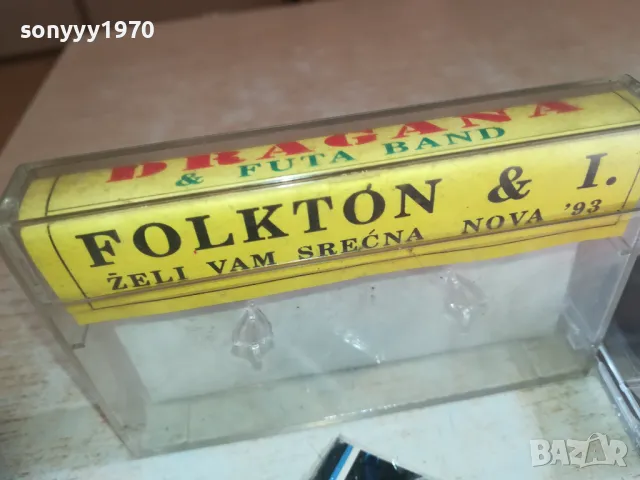 sonyyy1970
DRAGANA
& FUTA BAND
FOLKTÓN & I.
ŽELI VAM SREĆNA NOVA '93
BAZAR